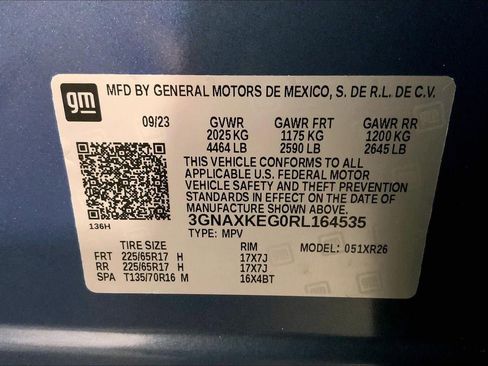 gm
MFD BY GENERAL MOTORS DE MEXICO, S. DE R.L. DE C.V.
09/23 GVWR GAWR FRT GAWR RR
2025 KG 1175 KG 1200 KG
4464 LB 2590 LB 2645 LB
THIS VEHICLE CONFORMS TO ALL
APPLICABLE U.S. FEDERAL MOTOR
VEHICLE SAFETY AND THEFT PREVENTION
STANDARDS IN EFFECT ON THE DATE OF
MANUFACTURE SHOWN ABOVE.
136H 3GNAXKEG0RL164535
TYPE: MPV
TIRE SIZE RIM MODEL: 051XR26
FRT 225/65R17 H 17X7J
RR 225/65R17 H 17X7J
SPA T135/70R16 M 16X4BT